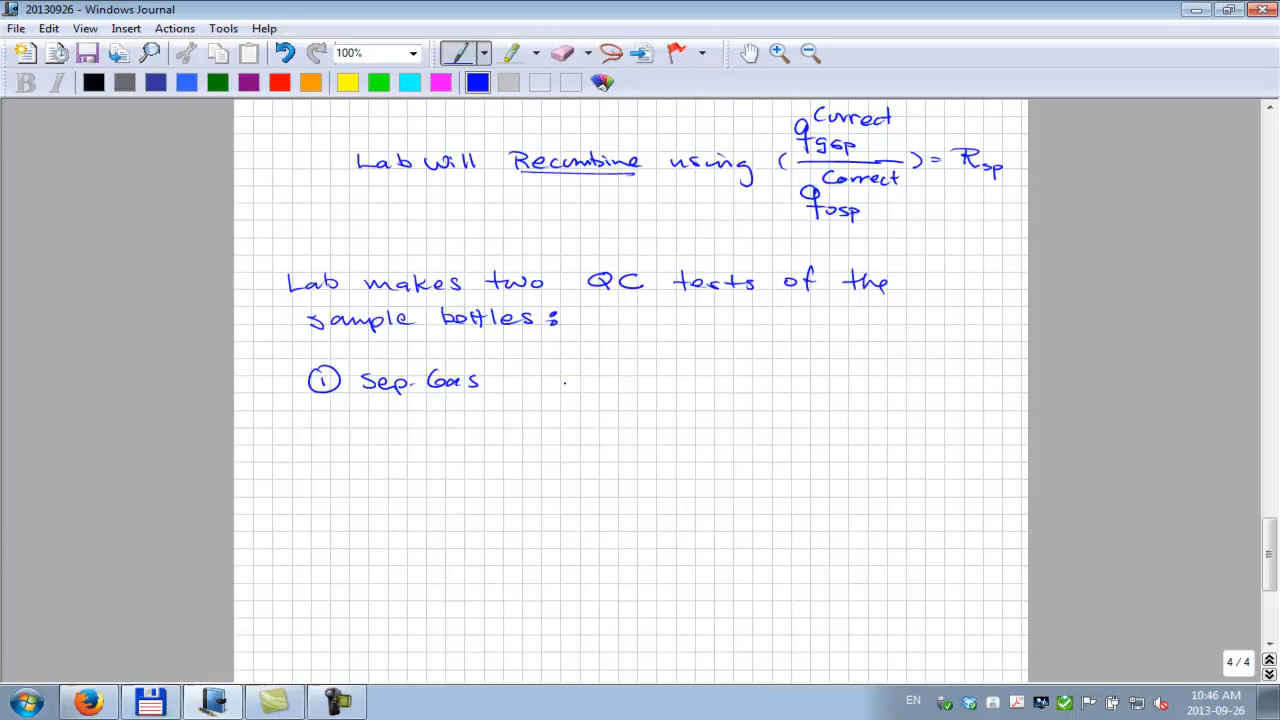 20130926 - Windows Journal
File Edit View Insert Actions Tools Help
100%
B I
Lab will Recombine using ( q gsp Correct / q osp Correct ) = Rsp
Lab makes two QC tests of the
sample bottles:
① Sep. Gas
4 / 4
EN
10:46 AM
2013-09-26